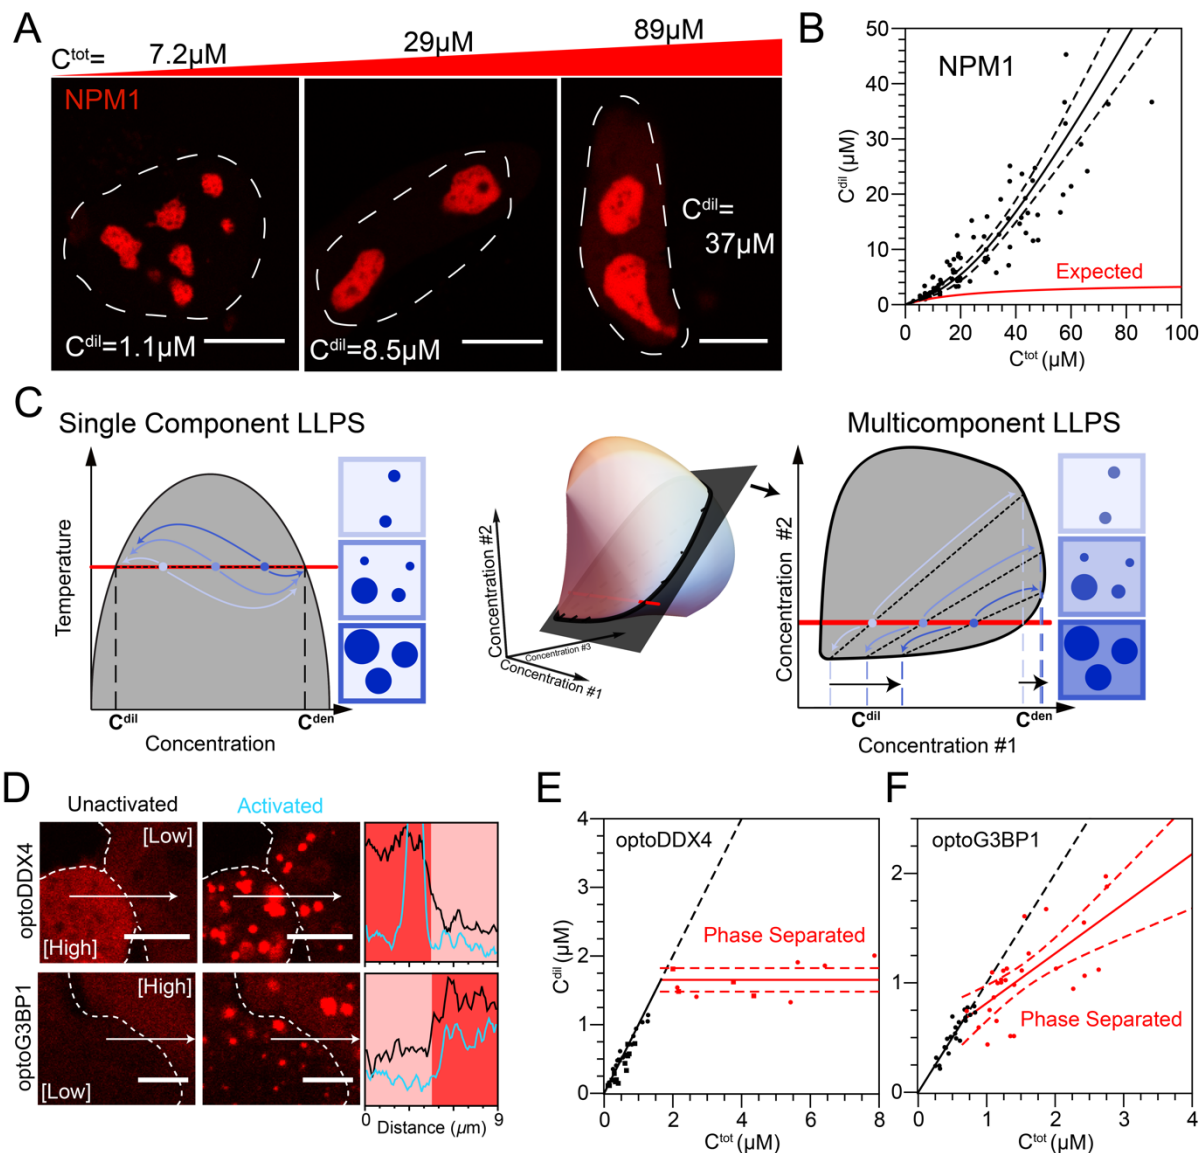 A
C^tot=
7.2µM
29µM
89µM
NPM1
C^dil=1.1µM
C^dil=8.5µM
C^dil=
37µM
B
NPM1
Expected
C^dil (µM)
50
40
30
20
10
0
0 20 40 60 80 100
C^tot (µM)
C
Single Component LLPS
Temperature
C^dil
C^den
Concentration
Concentration #2
Concentration #3
Concentration #1
Multicomponent LLPS
Concentration #2
C^dil
C^den
Concentration #1
D
Unactivated
Activated
optoDDX4
[Low]
[High]
optoG3BP1
[High]
[Low]
0
9
Distance (µm)
E
optoDDX4
Phase Separated
C^dil (µM)
4
3
2
1
0
0 2 4 6 8
C^tot (µM)
F
optoG3BP1
Phase Separated
2
1
0
0 1 2 3 4
C^tot (µM)